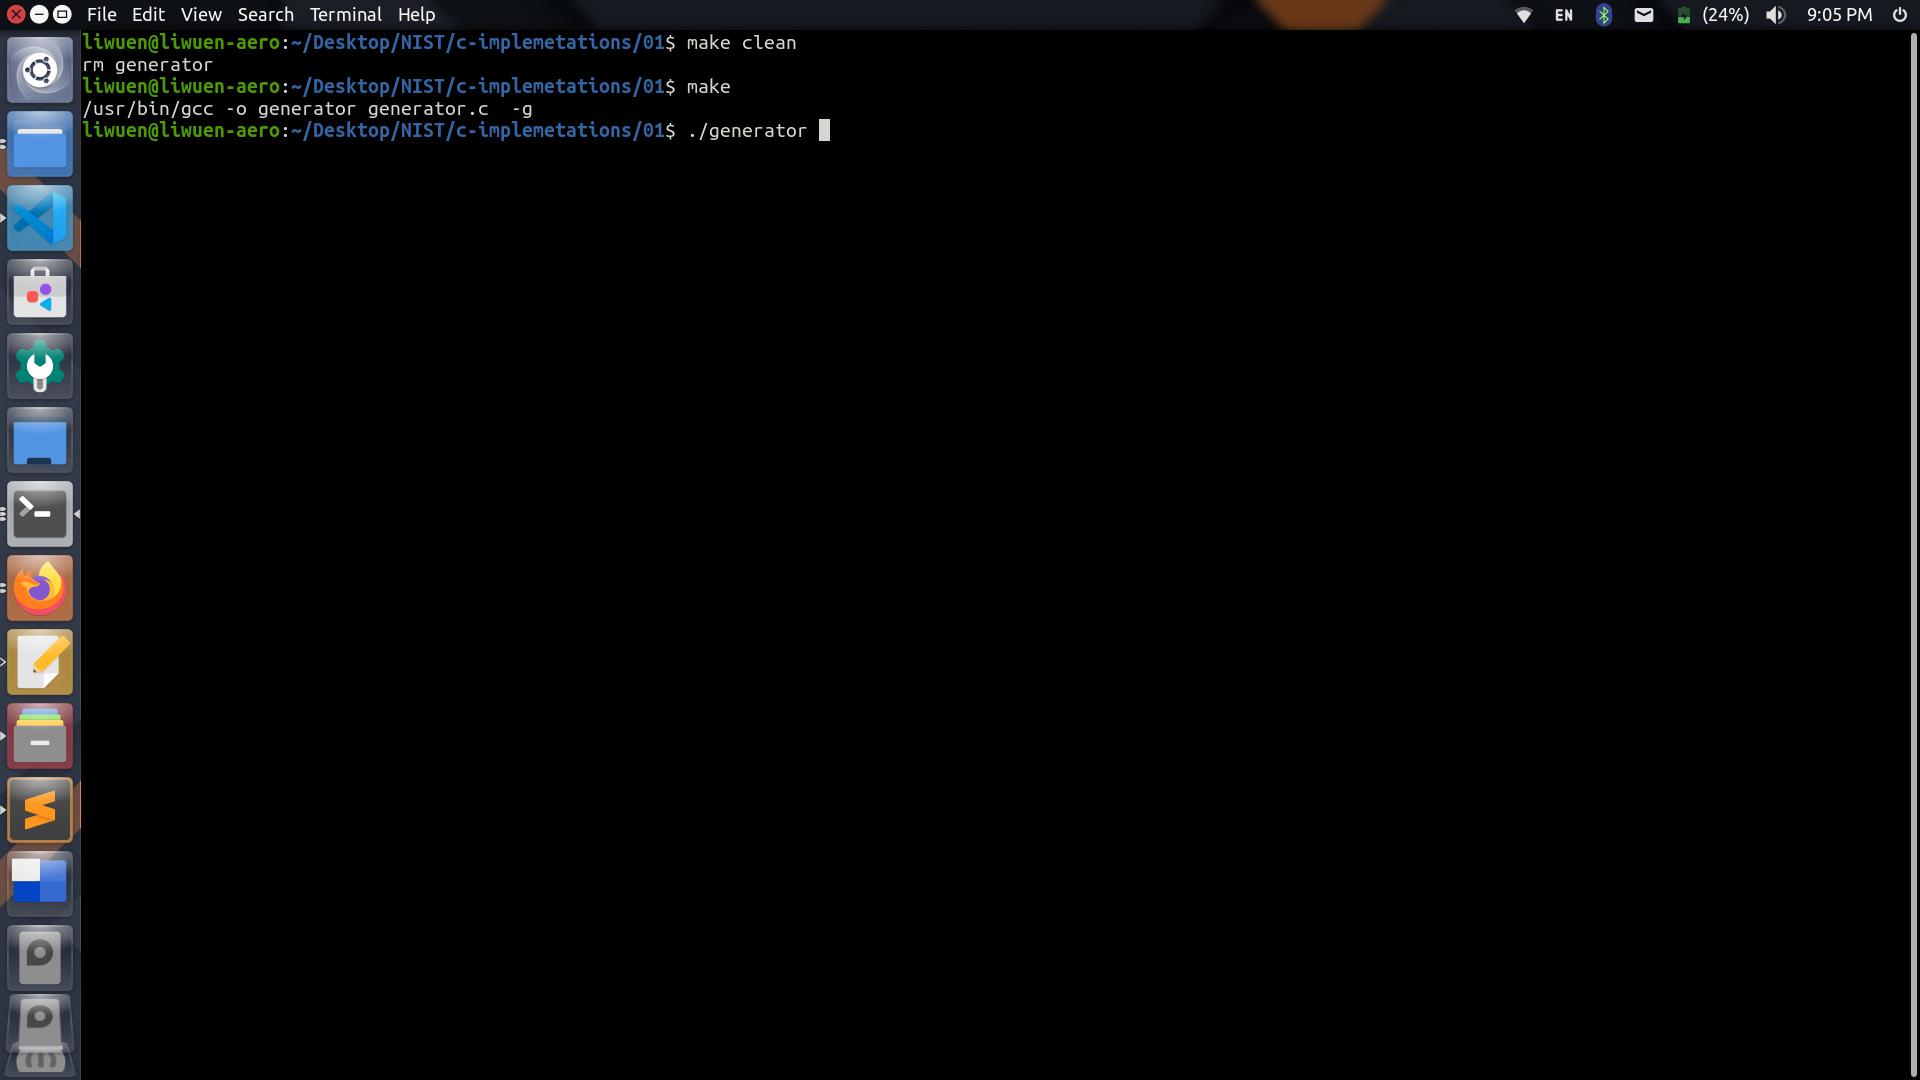 File Edit View Search Terminal Help EN (24%) 9:05 PM
liwuen@liwuen-aero:~/Desktop/NIST/c-implemetations/01$ make clean
rm generator
liwuen@liwuen-aero:~/Desktop/NIST/c-implemetations/01$ make
/usr/bin/gcc -o generator generator.c  -g
liwuen@liwuen-aero:~/Desktop/NIST/c-implemetations/01$ ./generator